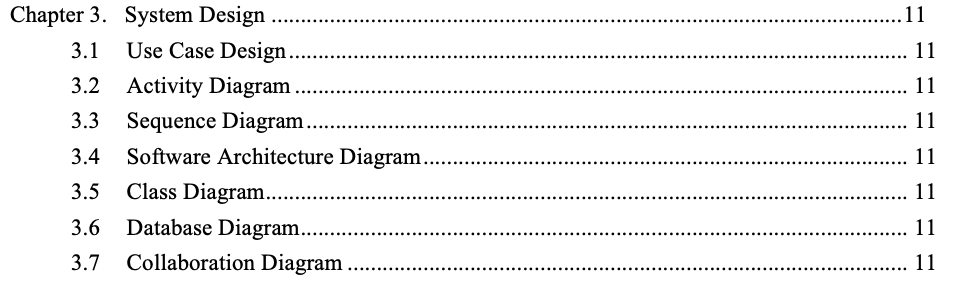 Chapter 3. System Design ........................................................................................................11
3.1 Use Case Design...................................................................................................... 11
3.2 Activity Diagram ..................................................................................................... 11
3.3 Sequence Diagram.................................................................................................... 11
3.4 Software Architecture Diagram................................................................................ 11
3.5 Class Diagram.......................................................................................................... 11
3.6 Database Diagram.................................................................................................... 11
3.7 Collaboration Diagram ............................................................................................ 11